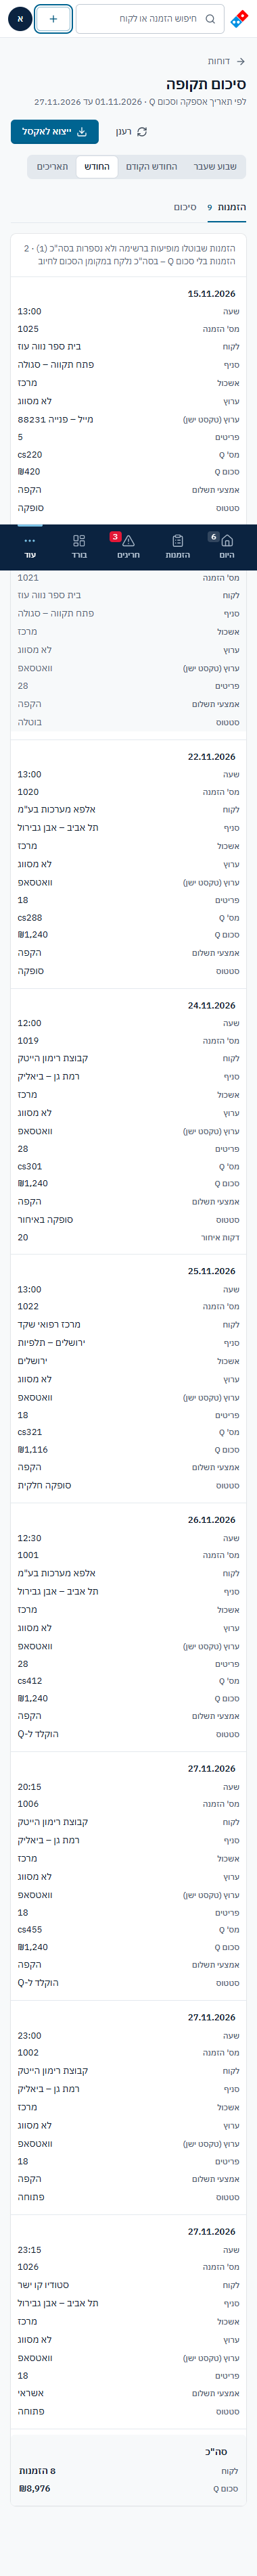 חיפוש הזמנה או לקוח
+
א
דוחות
סיכום תקופה
לפי תאריך אספקה וסכום Q · 01.11.2026 עד 27.11.2026
רענן
ייצוא לאקסל
שבוע שעבר
החודש הקודם
החודש
תאריכים
הזמנות 9
סיכום
הזמנות שבוטלו מופיעות ברשימה ולא נספרות בסה"כ (1) · 2
הזמנות בלי סכום Q – בסה"כ נלקח במקומן הסכום לחיוב
15.11.2026
שעה 13:00
מס' הזמנה 1025
לקוח בית ספר נווה עוז
סניף פתח תקווה – סגולה
אשכול מרכז
ערוץ לא מסווג
ערוץ (טקסט ישן) מייל – פנייה 88231
פריטים 5
מס' Q cs220
סכום Q ₪420
אמצעי תשלום הקפה
סטטוס סופקה
היום 6
הזמנות
חריגים 3
בורד
עוד
מס' הזמנה 1021
לקוח בית ספר נווה עוז
סניף פתח תקווה – סגולה
אשכול מרכז
ערוץ לא מסווג
ערוץ (טקסט ישן) וואטסאפ
פריטים 28
אמצעי תשלום הקפה
סטטוס בוטלה
22.11.2026
שעה 13:00
מס' הזמנה 1020
לקוח אלפא מערכות בע"מ
סניף תל אביב – אבן גבירול
אשכול מרכז
ערוץ לא מסווג
ערוץ (טקסט ישן) וואטסאפ
פריטים 18
מס' Q cs288
סכום Q ₪1,240
אמצעי תשלום הקפה
סטטוס סופקה
24.11.2026
שעה 12:00
מס' הזמנה 1019
לקוח קבוצת רימון הייטק
סניף רמת גן – ביאליק
אשכול מרכז
ערוץ לא מסווג
ערוץ (טקסט ישן) וואטסאפ
פריטים 28
מס' Q cs301
סכום Q ₪1,240
אמצעי תשלום הקפה
סטטוס סופקה באיחור
דקות איחור 20
25.11.2026
שעה 13:00
מס' הזמנה 1022
לקוח מרכז רפואי שקד
סניף ירושלים – תלפיות
אשכול ירושלים
ערוץ לא מסווג
ערוץ (טקסט ישן) וואטסאפ
פריטים 18
מס' Q cs321
סכום Q ₪1,116
אמצעי תשלום הקפה
סטטוס סופקה חלקית
26.11.2026
שעה 12:30
מס' הזמנה 1001
לקוח אלפא מערכות בע"מ
סניף תל אביב – אבן גבירול
אשכול מרכז
ערוץ לא מסווג
ערוץ (טקסט ישן) וואטסאפ
פריטים 28
מס' Q cs412
סכום Q ₪1,240
אמצעי תשלום הקפה
סטטוס הוקלד ל-Q
27.11.2026
שעה 20:15
מס' הזמנה 1006
לקוח קבוצת רימון הייטק
סניף רמת גן – ביאליק
אשכול מרכז
ערוץ לא מסווג
ערוץ (טקסט ישן) וואטסאפ
פריטים 18
מס' Q cs455
סכום Q ₪1,240
אמצעי תשלום הקפה
סטטוס הוקלד ל-Q
27.11.2026
שעה 23:00
מס' הזמנה 1002
לקוח קבוצת רימון הייטק
סניף רמת גן – ביאליק
אשכול מרכז
ערוץ לא מסווג
ערוץ (טקסט ישן) וואטסאפ
פריטים 18
אמצעי תשלום הקפה
סטטוס פתוחה
27.11.2026
שעה 23:15
מס' הזמנה 1026
לקוח סטודיו קו ישר
סניף תל אביב – אבן גבירול
אשכול מרכז
ערוץ לא מסווג
ערוץ (טקסט ישן) וואטסאפ
פריטים 18
אמצעי תשלום אשראי
סטטוס פתוחה
סה"כ
לקוח 8 הזמנות
סכום Q ₪8,976